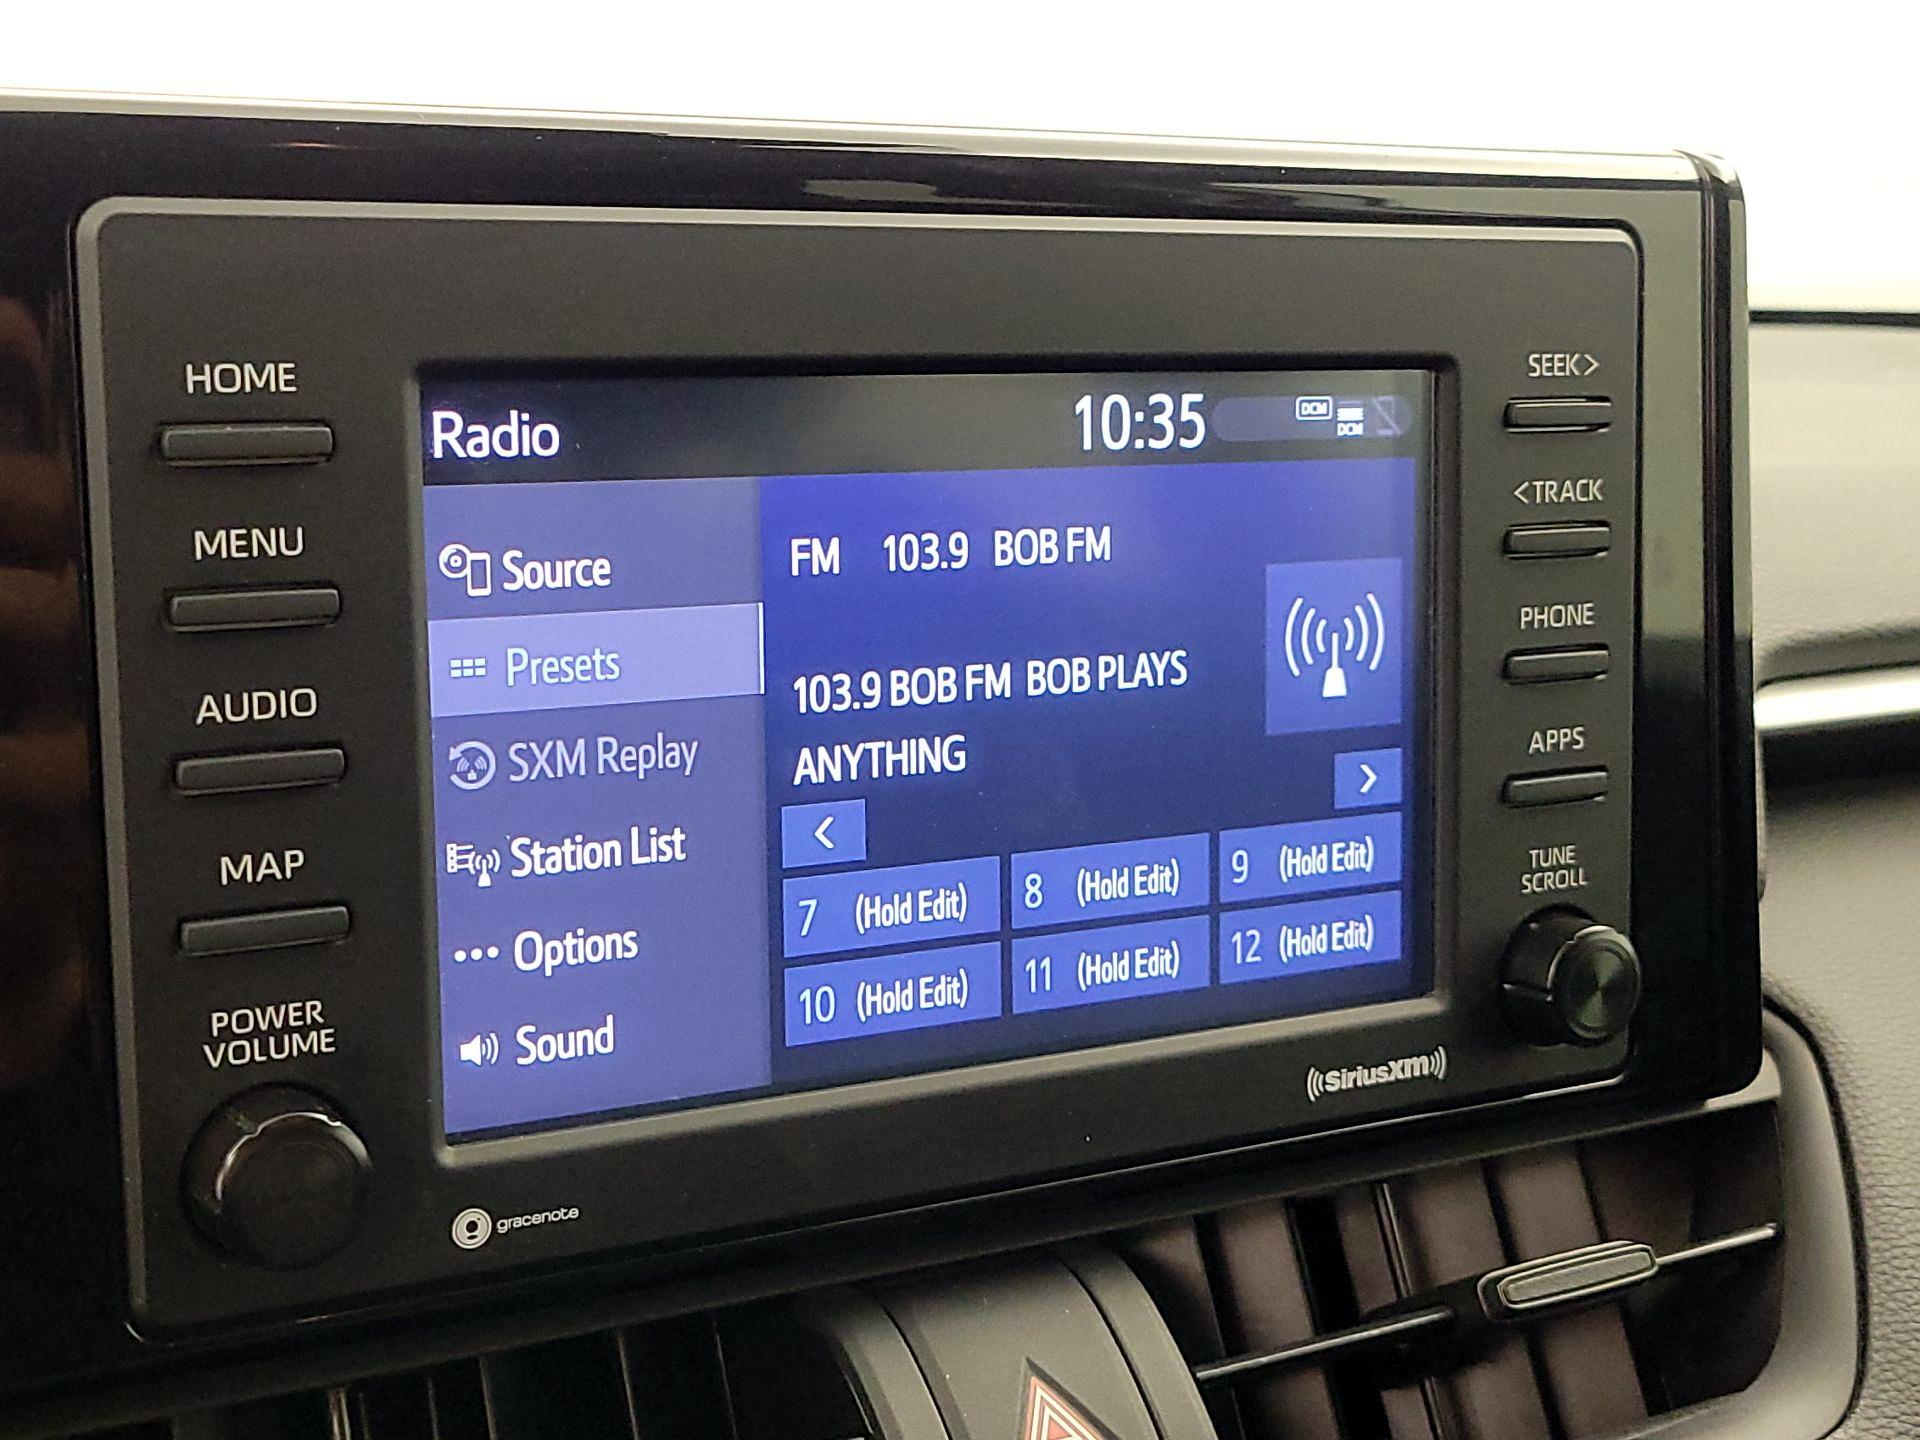 HOME
MENU
AUDIO
MAP
POWER
VOLUME
Radio
10:35
DCM
DCM
Source
Presets
SXM Replay
Station List
Options
Sound
FM 103.9 BOB FM
103.9 BOB FM BOB PLAYS
ANYTHING
<
>
7 (Hold Edit)
8 (Hold Edit)
9 (Hold Edit)
10 (Hold Edit)
11 (Hold Edit)
12 (Hold Edit)
SEEK>
<TRACK
PHONE
APPS
TUNE
SCROLL
gracenote
((SiriusXM))